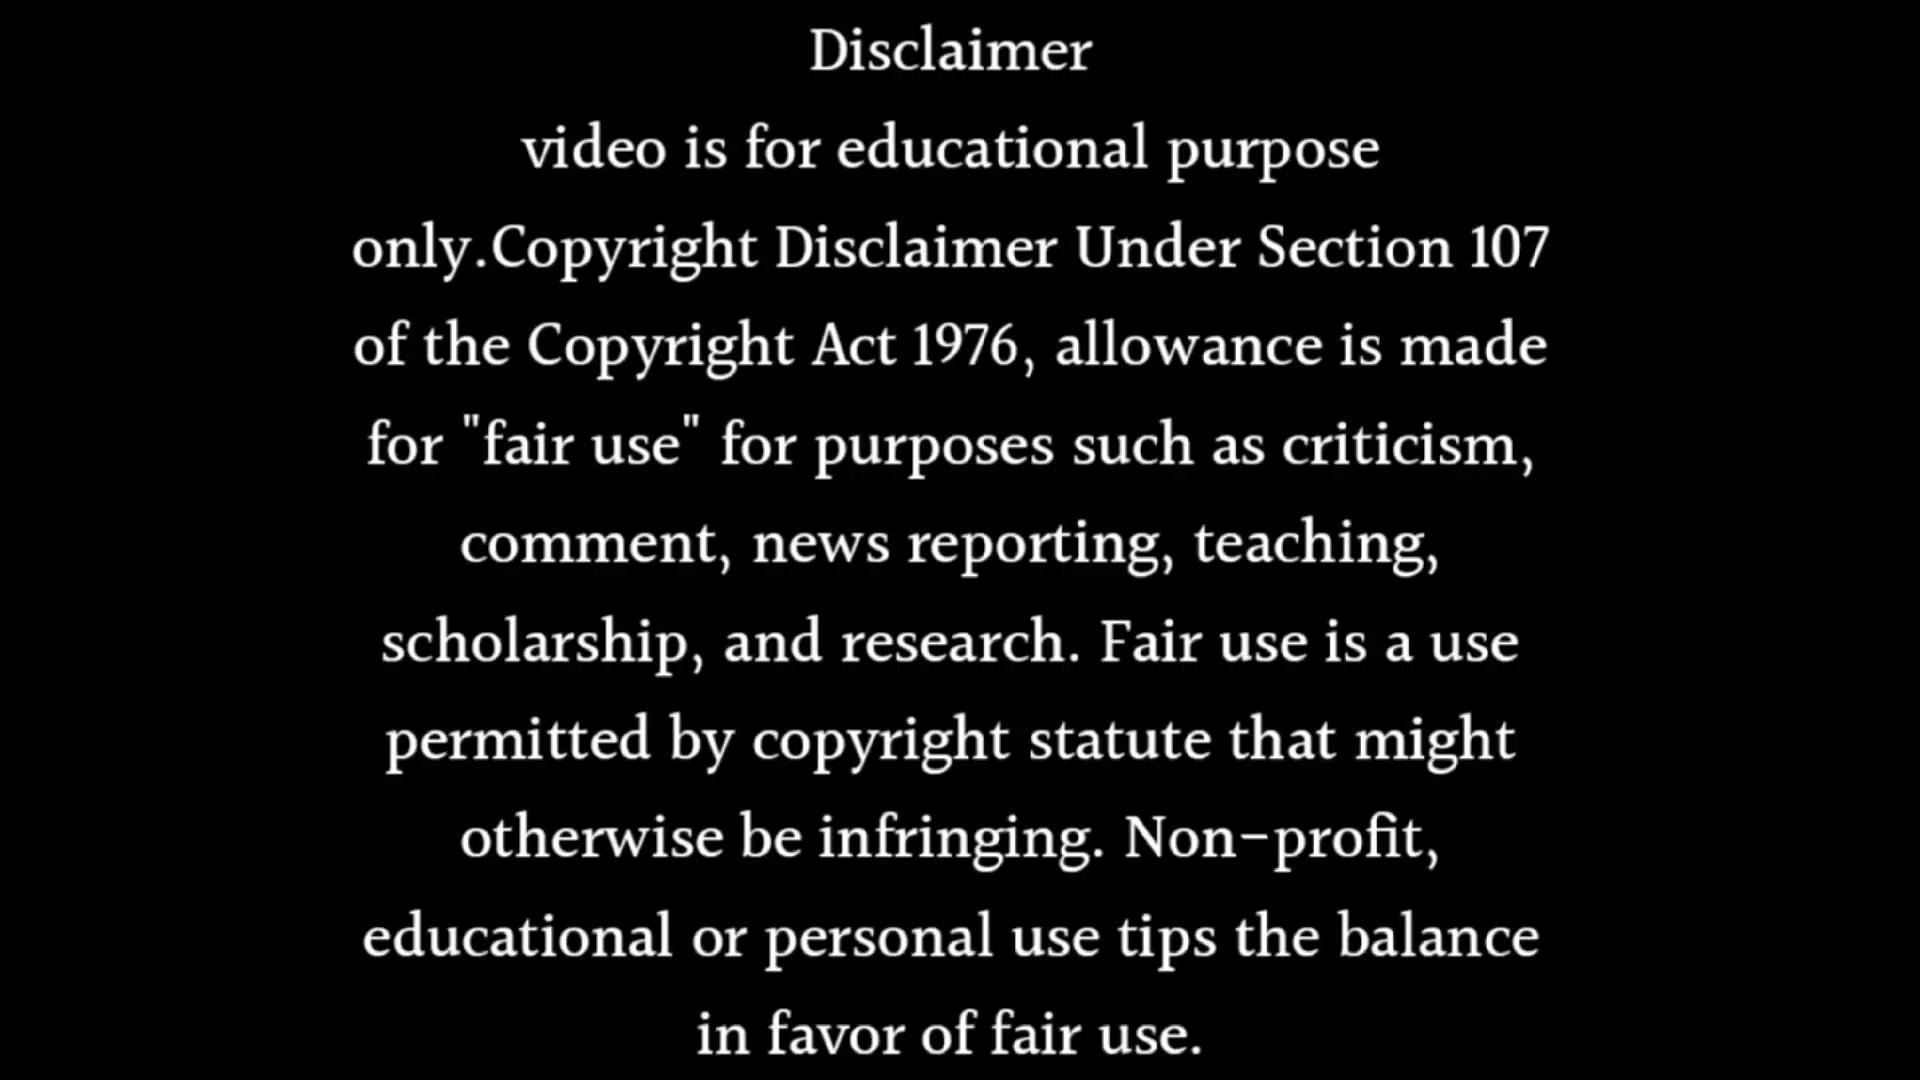 Disclaimer
video is for educational purpose
only.Copyright Disclaimer Under Section 107
of the Copyright Act 1976, allowance is made
for "fair use" for purposes such as criticism,
comment, news reporting, teaching,
scholarship, and research. Fair use is a use
permitted by copyright statute that might
otherwise be infringing. Non-profit,
educational or personal use tips the balance
in favor of fair use.